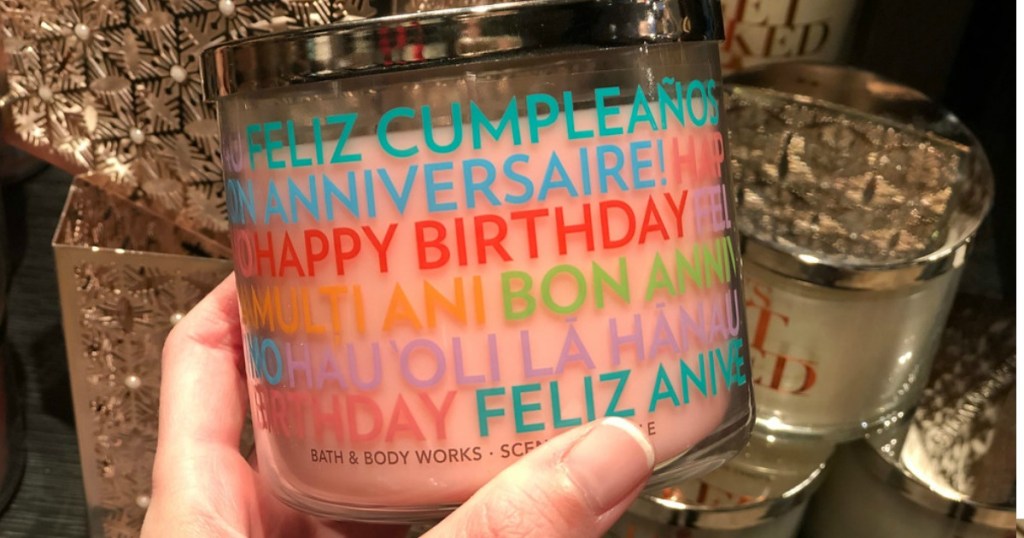 FELIZ CUMPLEAÑOS
ANNIVERSAIRE!
HAPPY BIRTHDAY
MULTI ANI BON ANNIV
HAU'OLI LĀ HĀNAU
BIRTHDAY FELIZ ANIVE
BATH & BODY WORKS · SCEN